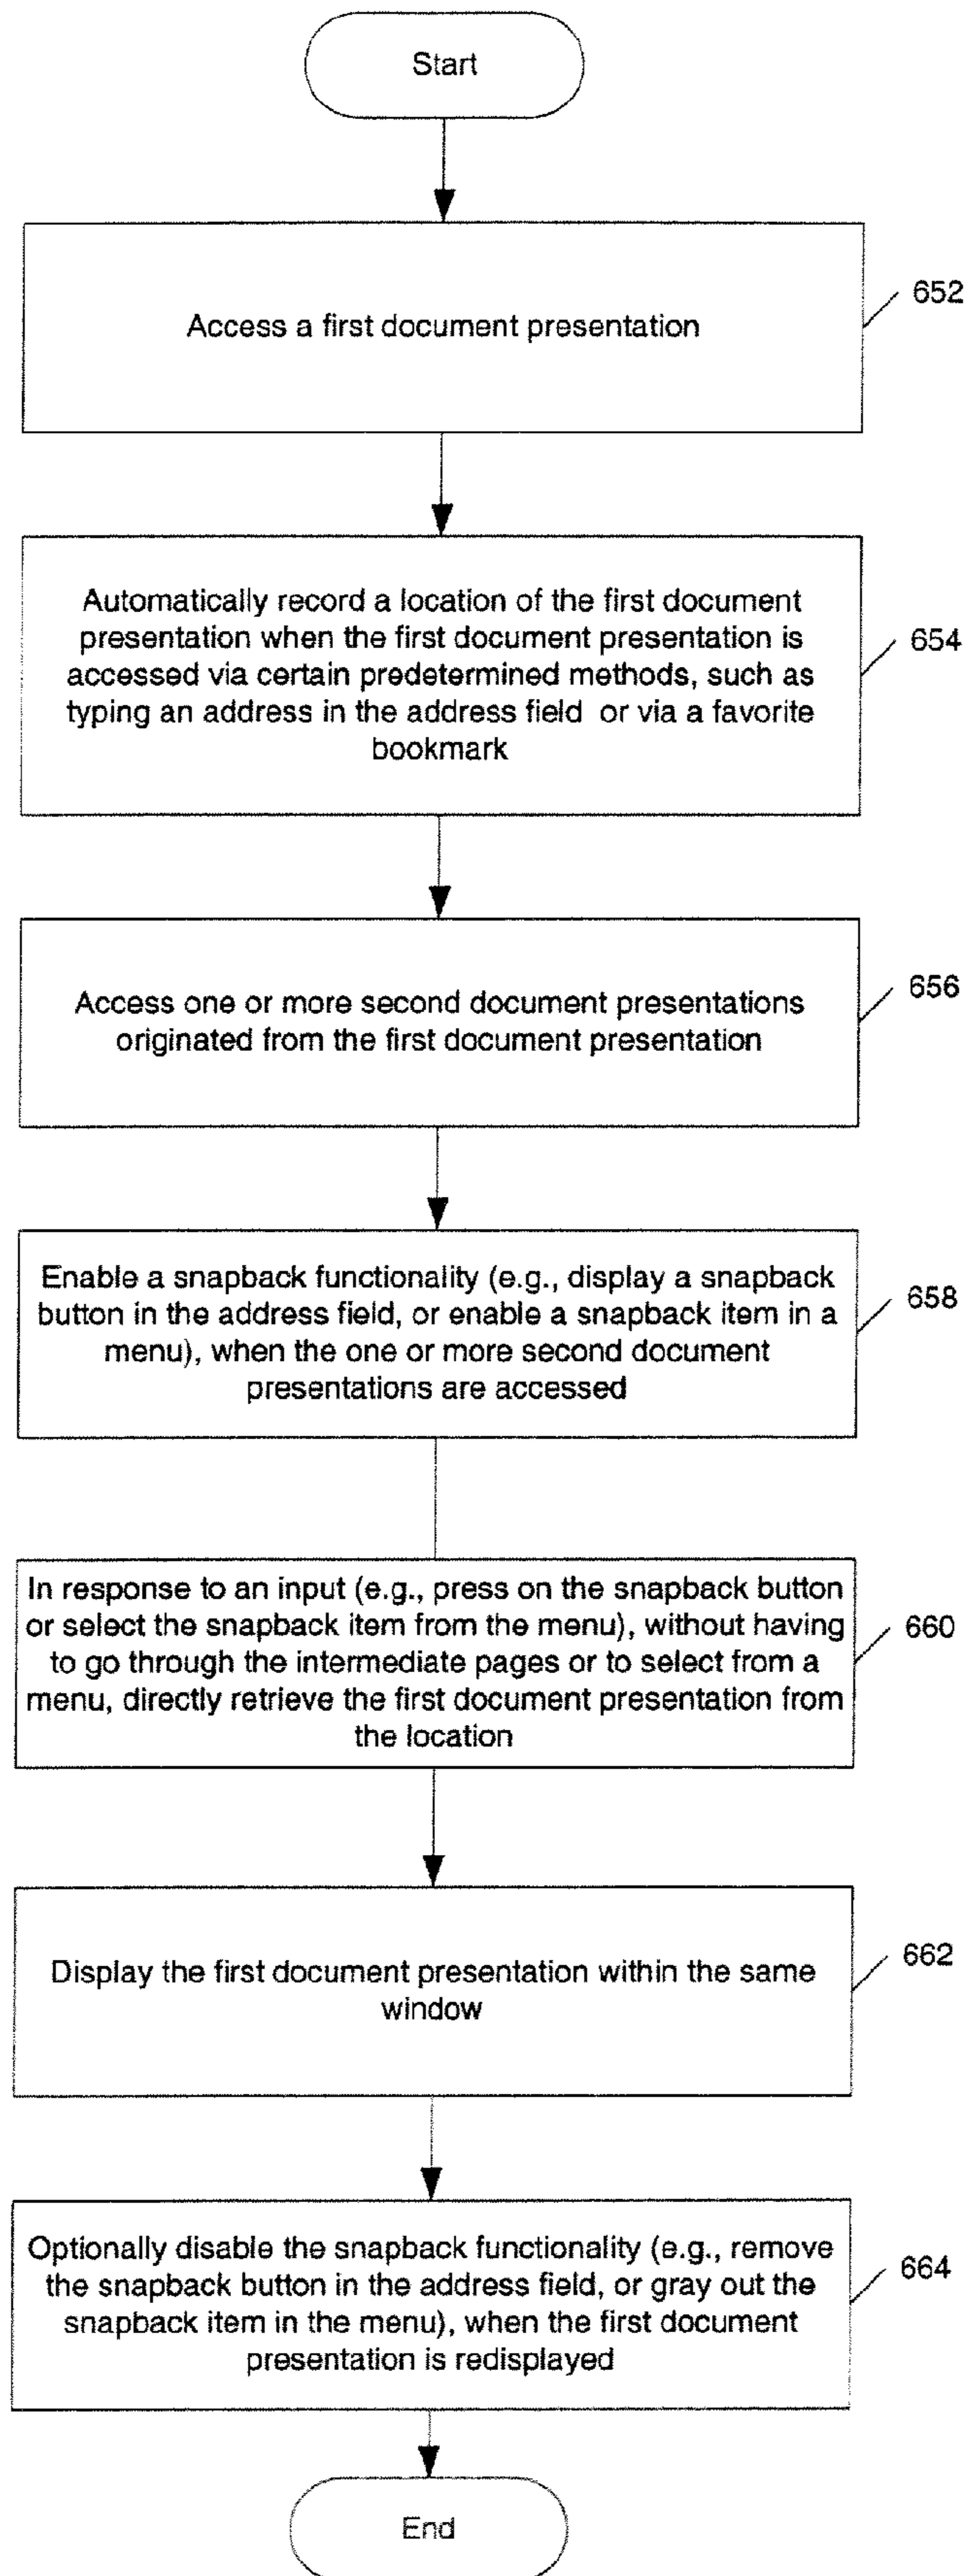 Start
Access a first document presentation
652
Automatically record a location of the first document
presentation when the first document presentation is
accessed via certain predetermined methods, such as
typing an address in the address field or via a favorite
bookmark
654
Access one or more second document presentations
originated from the first document presentation
656
Enable a snapback functionality (e.g., display a snapback
button in the address field, or enable a snapback item in a
menu), when the one or more second document
presentations are accessed
658
In response to an input (e.g., press on the snapback button
or select the snapback item from the menu), without having
to go through the intermediate pages or to select from a
menu, directly retrieve the first document presentation from
the location
660
Display the first document presentation within the same
window
662
Optionally disable the snapback functionality (e.g., remove
the snapback button in the address field, or gray out the
snapback item in the menu), when the first document
presentation is redisplayed
664
End